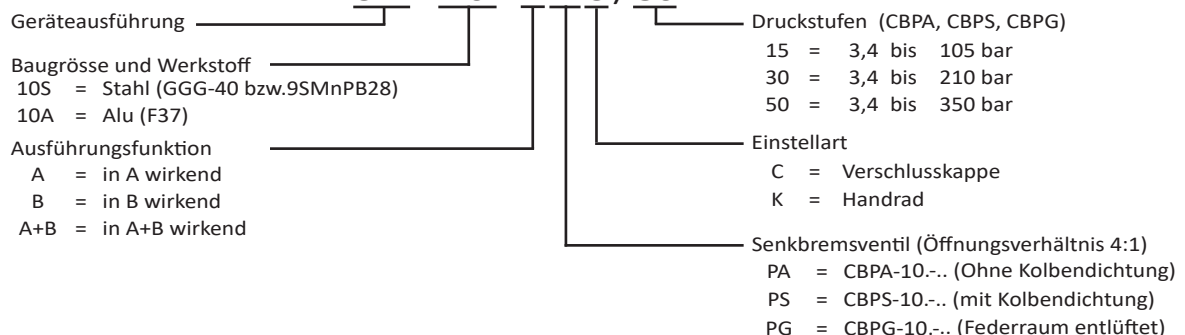 Geräteausführung
Baugrösse und Werkstoff
10S = Stahl (GGG-40 bzw.9SMnPB28)
10A = Alu (F37)
Ausführungsfunktion
A = in A wirkend
B = in B wirkend
A+B = in A+B wirkend
Druckstufen (CBPA, CBPS, CBPG)
15 = 3,4 bis 105 bar
30 = 3,4 bis 210 bar
50 = 3,4 bis 350 bar
Einstellart
C = Verschlusskappe
K = Handrad
Senkbremsventil (Öffnungsverhältnis 4:1)
PA = CBPA-10.-.. (Ohne Kolbendichtung)
PS = CBPS-10.-.. (mit Kolbendichtung)
PG = CBPG-10.-.. (Federraum entlüftet)